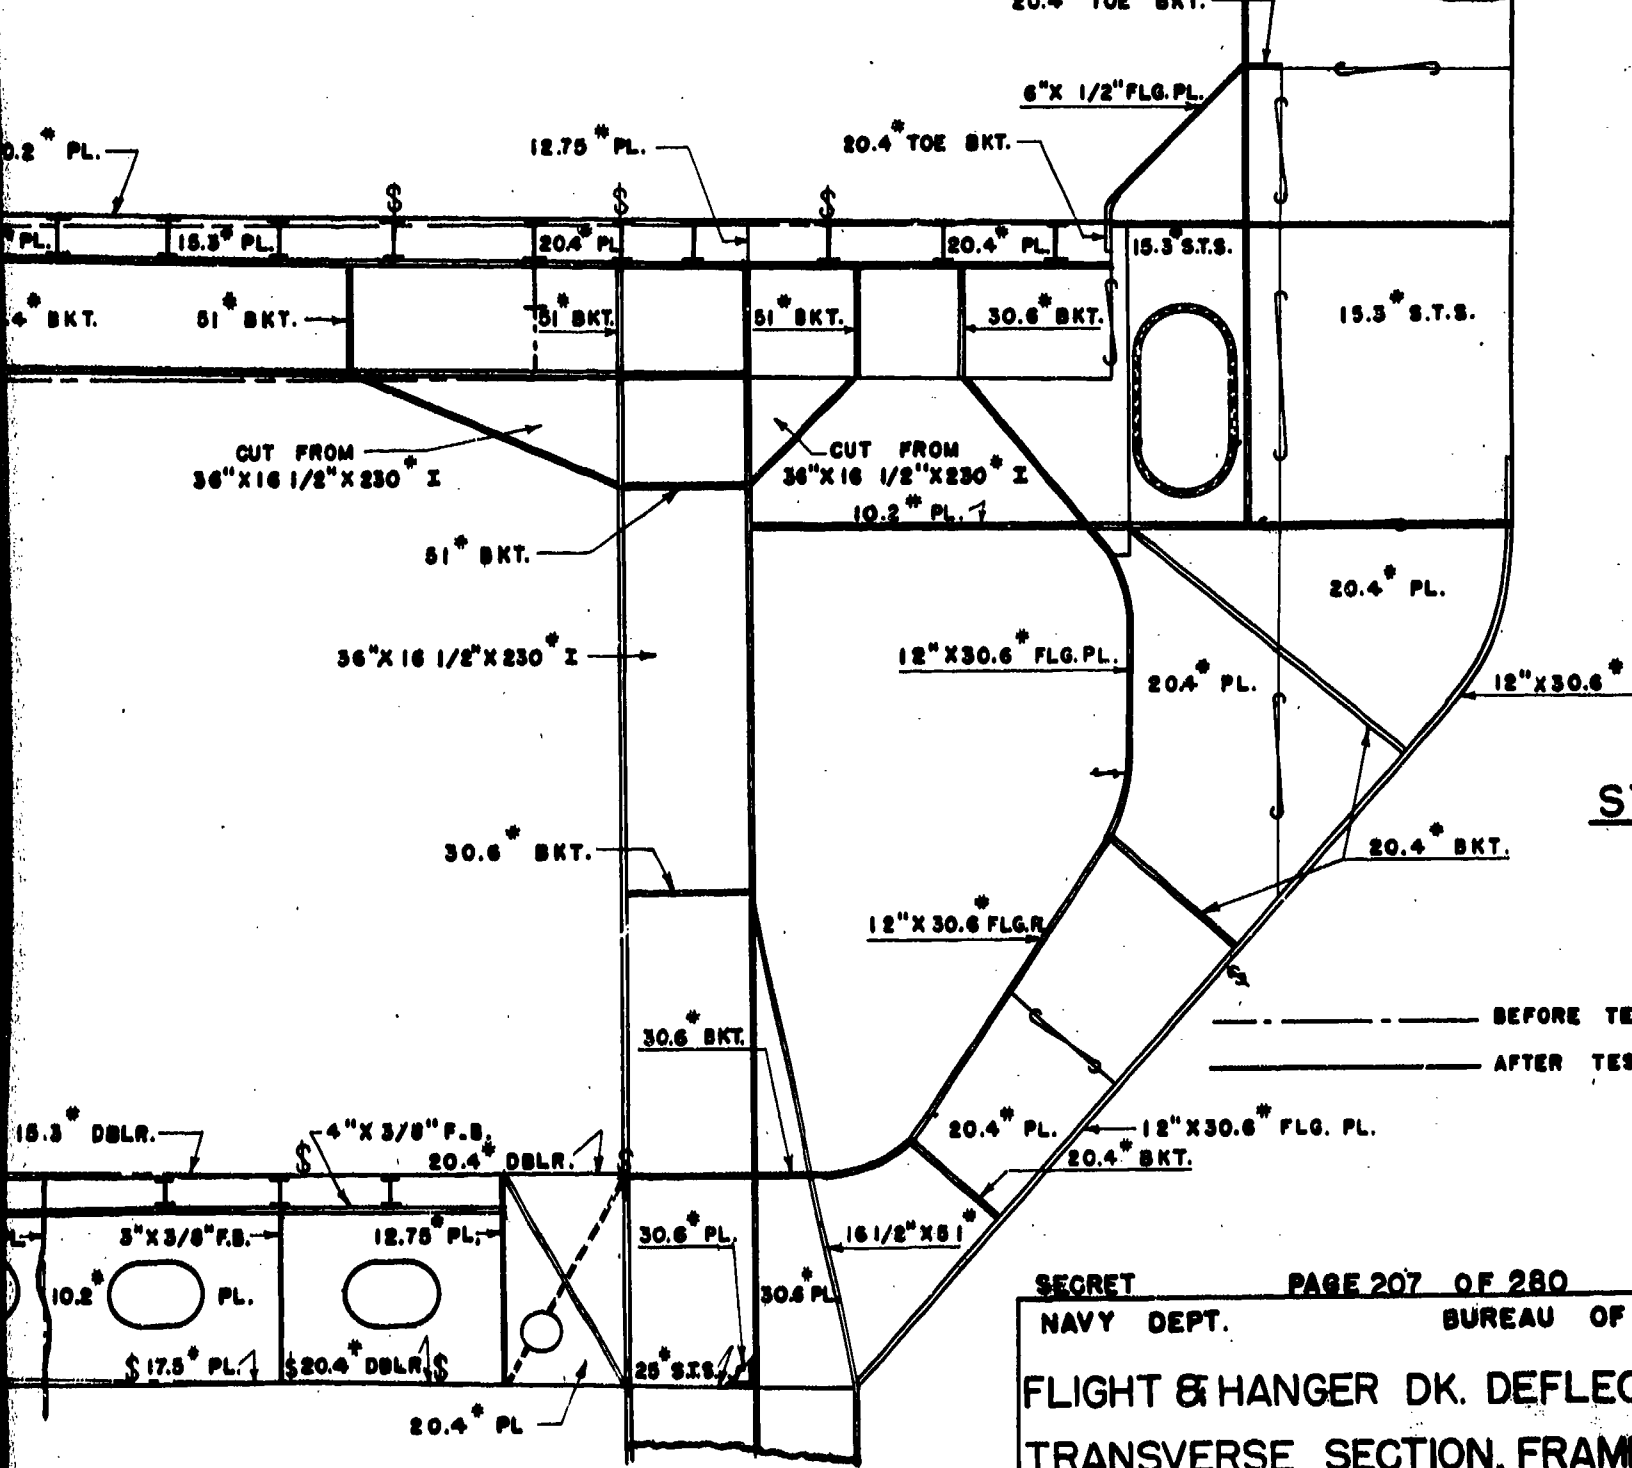 20.4# TOE BKT.
6"X 1/2" FLG. PL.
0.2# PL.
12.75# PL.
20.4# TOE BKT.
# PL.
15.3# PL.
20.4# PL
20.4# PL.
15.3# S.T.S.
.4# BKT.
51# BKT.
51# BKT.
51# BKT.
30.6# BKT.
15.3# S.T.S.
CUT FROM
36"X16 1/2"X230# I
CUT FROM
36"X16 1/2"X230# I
10.2# PL.
51# BKT.
20.4# PL.
36"X 16 1/2"X230# I
12"X30.6# FLG. PL.
20.4# PL.
12"X30.6#
30.6# BKT.
20.4# BKT.
12"X30.6# FLG.P.
BEFORE TE
30.6# BKT.
AFTER TES
15.3# DBLR.
4"X 3/8" F.B.
20.4# DBLR.
20.4# PL.
12"X30.6# FLG. PL.
20.4# BKT.
3"X3/8"F.B.
12.75# PL.
30.6# PL.
16 1/2"X51#
10.2# PL.
30.6# PL.
17.5# PL.
20.4# DBLR.
25# S.T.S.
20.4# PL
SECRET PAGE 207 OF 280
NAVY DEPT. BUREAU OF
FLIGHT & HANGER DK. DEFLEC
TRANSVERSE SECTION, FRAM